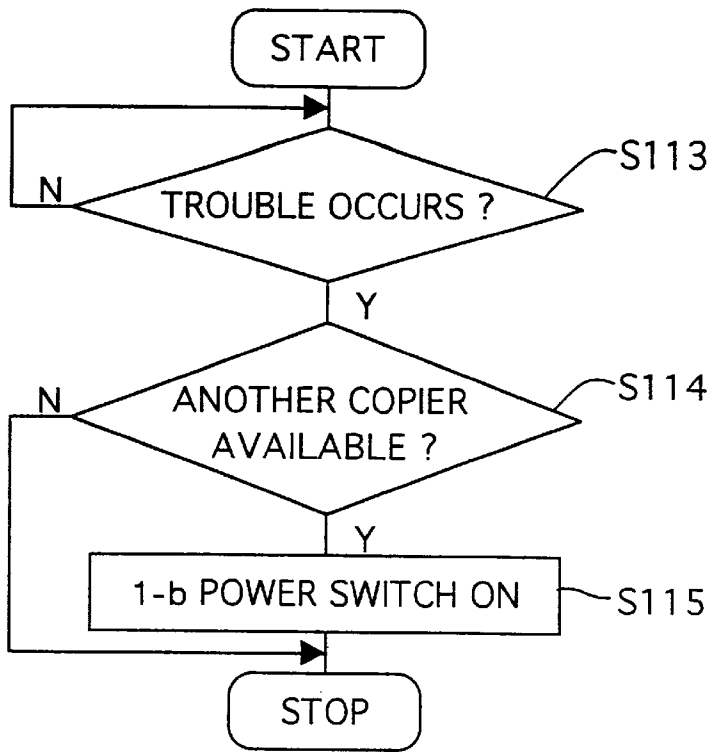 START
N
TROUBLE OCCURS ?
S113
Y
N
ANOTHER COPIER
AVAILABLE ?
S114
Y
1-b POWER SWITCH ON
S115
STOP